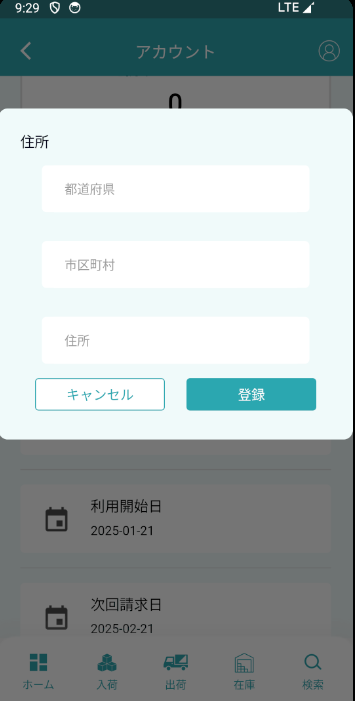 9:29
LTE
アカウント
0
住所
都道府県
市区町村
住所
キャンセル
登録
利用開始日
2025-01-21
次回請求日
2025-02-21
ホーム
入荷
出荷
在庫
検索